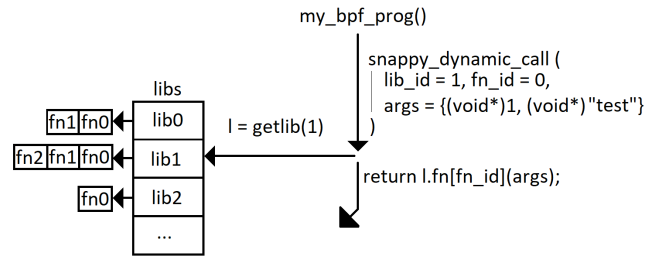 my_bpf_prog()
snappy_dynamic_call (
lib_id = 1, fn_id = 0,
args = {(void*)1, (void*)"test"}
)
libs
fn1 fn0 lib0
l = getlib(1)
fn2 fn1 fn0 lib1
return l.fn[fn_id](args);
fn0 lib2
...